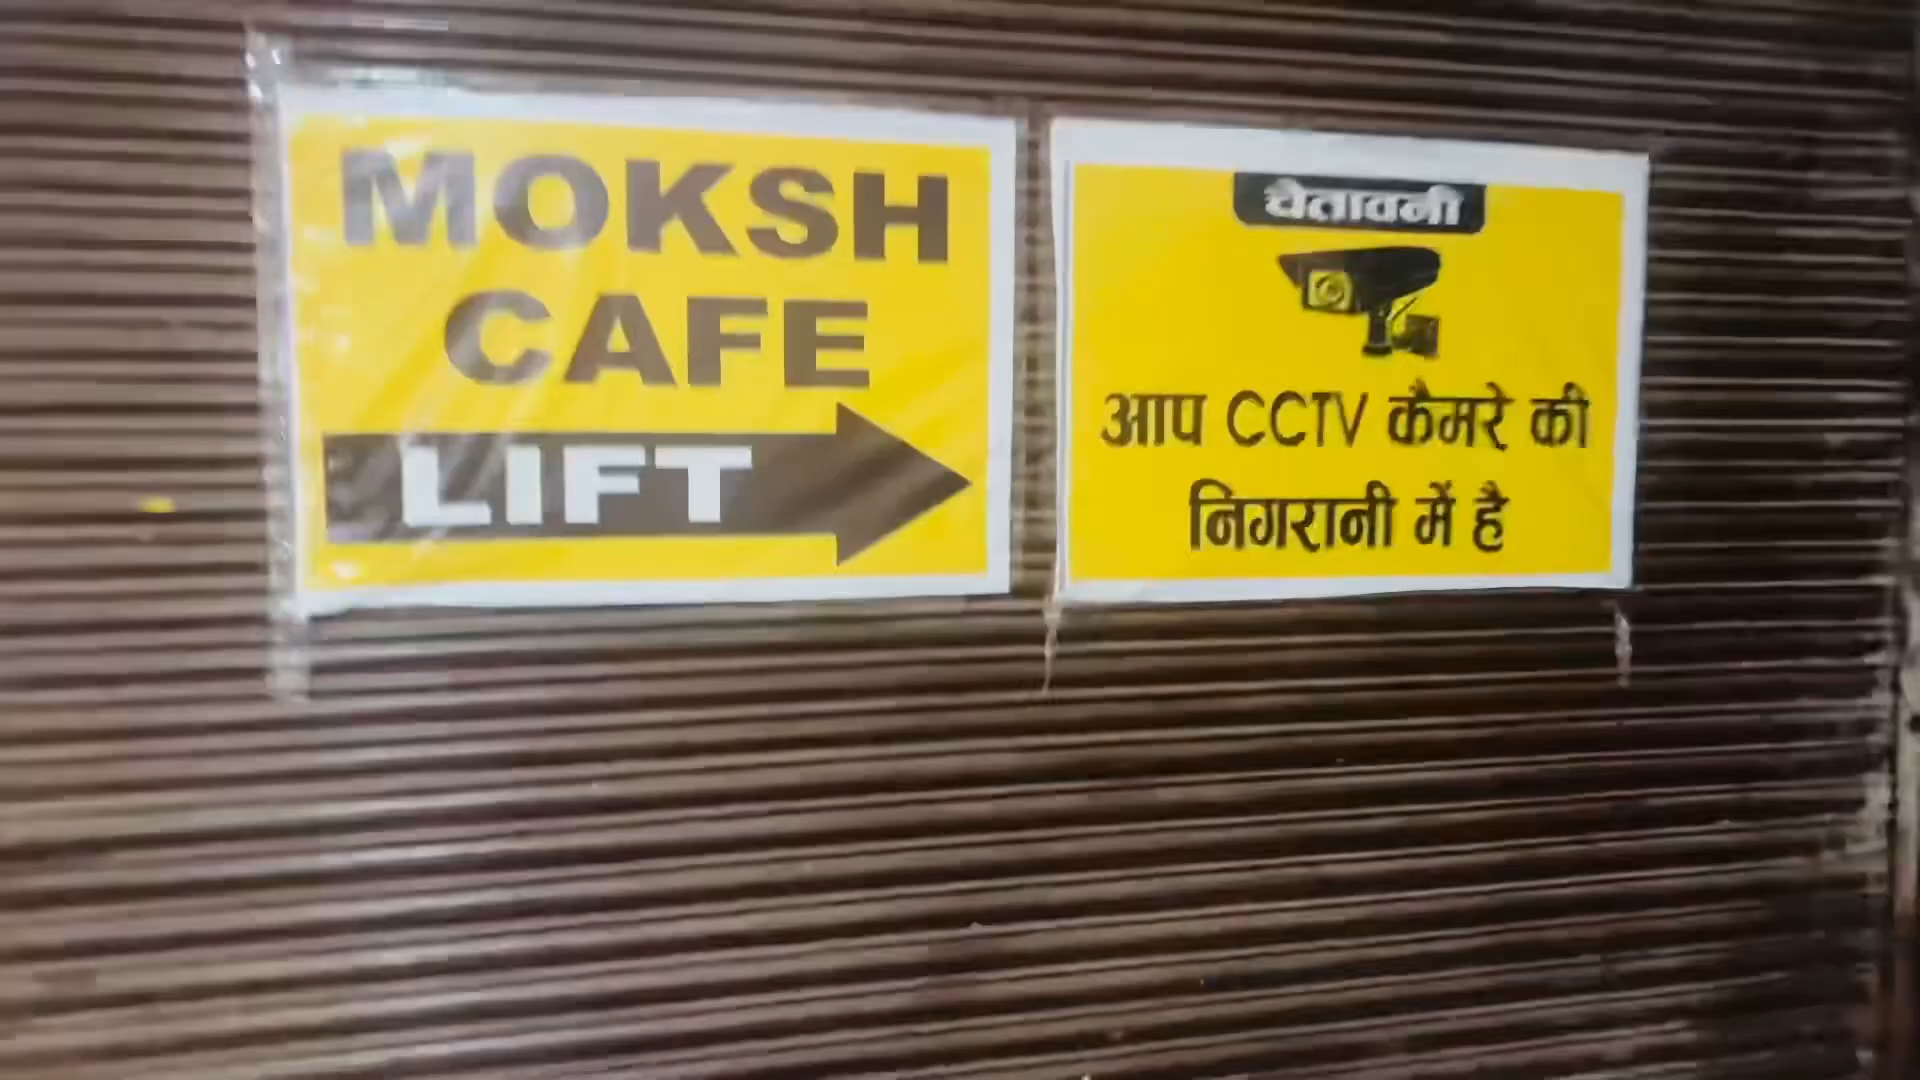 MOKSH
CAFE
LIFT
चेतावनी
आप CCTV कैमरे की
निगरानी में है